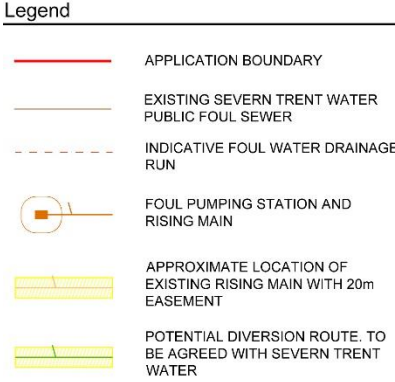 Legend
APPLICATION BOUNDARY
EXISTING SEVERN TRENT WATER
PUBLIC FOUL SEWER
INDICATIVE FOUL WATER DRAINAGE
RUN
FOUL PUMPING STATION AND
RISING MAIN
APPROXIMATE LOCATION OF
EXISTING RISING MAIN WITH 20m
EASEMENT
POTENTIAL DIVERSION ROUTE. TO
BE AGREED WITH SEVERN TRENT
WATER